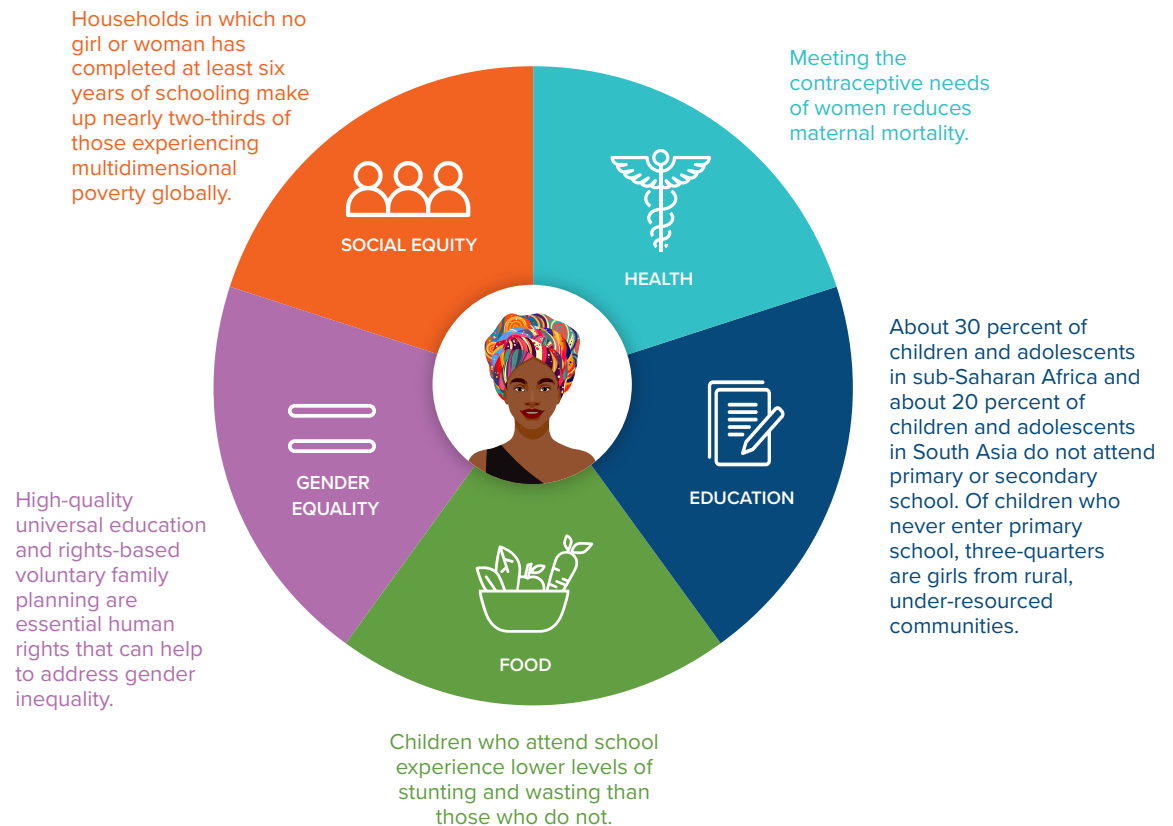 Households in which no
girl or woman has
completed at least six
years of schooling make
up nearly two-thirds of
those experiencing
multidimensional
poverty globally.
Meeting the
contraceptive needs
of women reduces
maternal mortality.
SOCIAL EQUITY
HEALTH
About 30 percent of
children and adolescents
in sub-Saharan Africa and
about 20 percent of
children and adolescents
in South Asia do not attend
primary or secondary
school. Of children who
never enter primary
school, three-quarters
are girls from rural,
under-resourced
communities.
GENDER
EQUALITY
EDUCATION
High-quality
universal education
and rights-based
voluntary family
planning are
essential human
rights that can help
to address gender
inequality.
FOOD
Children who attend school
experience lower levels of
stunting and wasting than
those who do not.